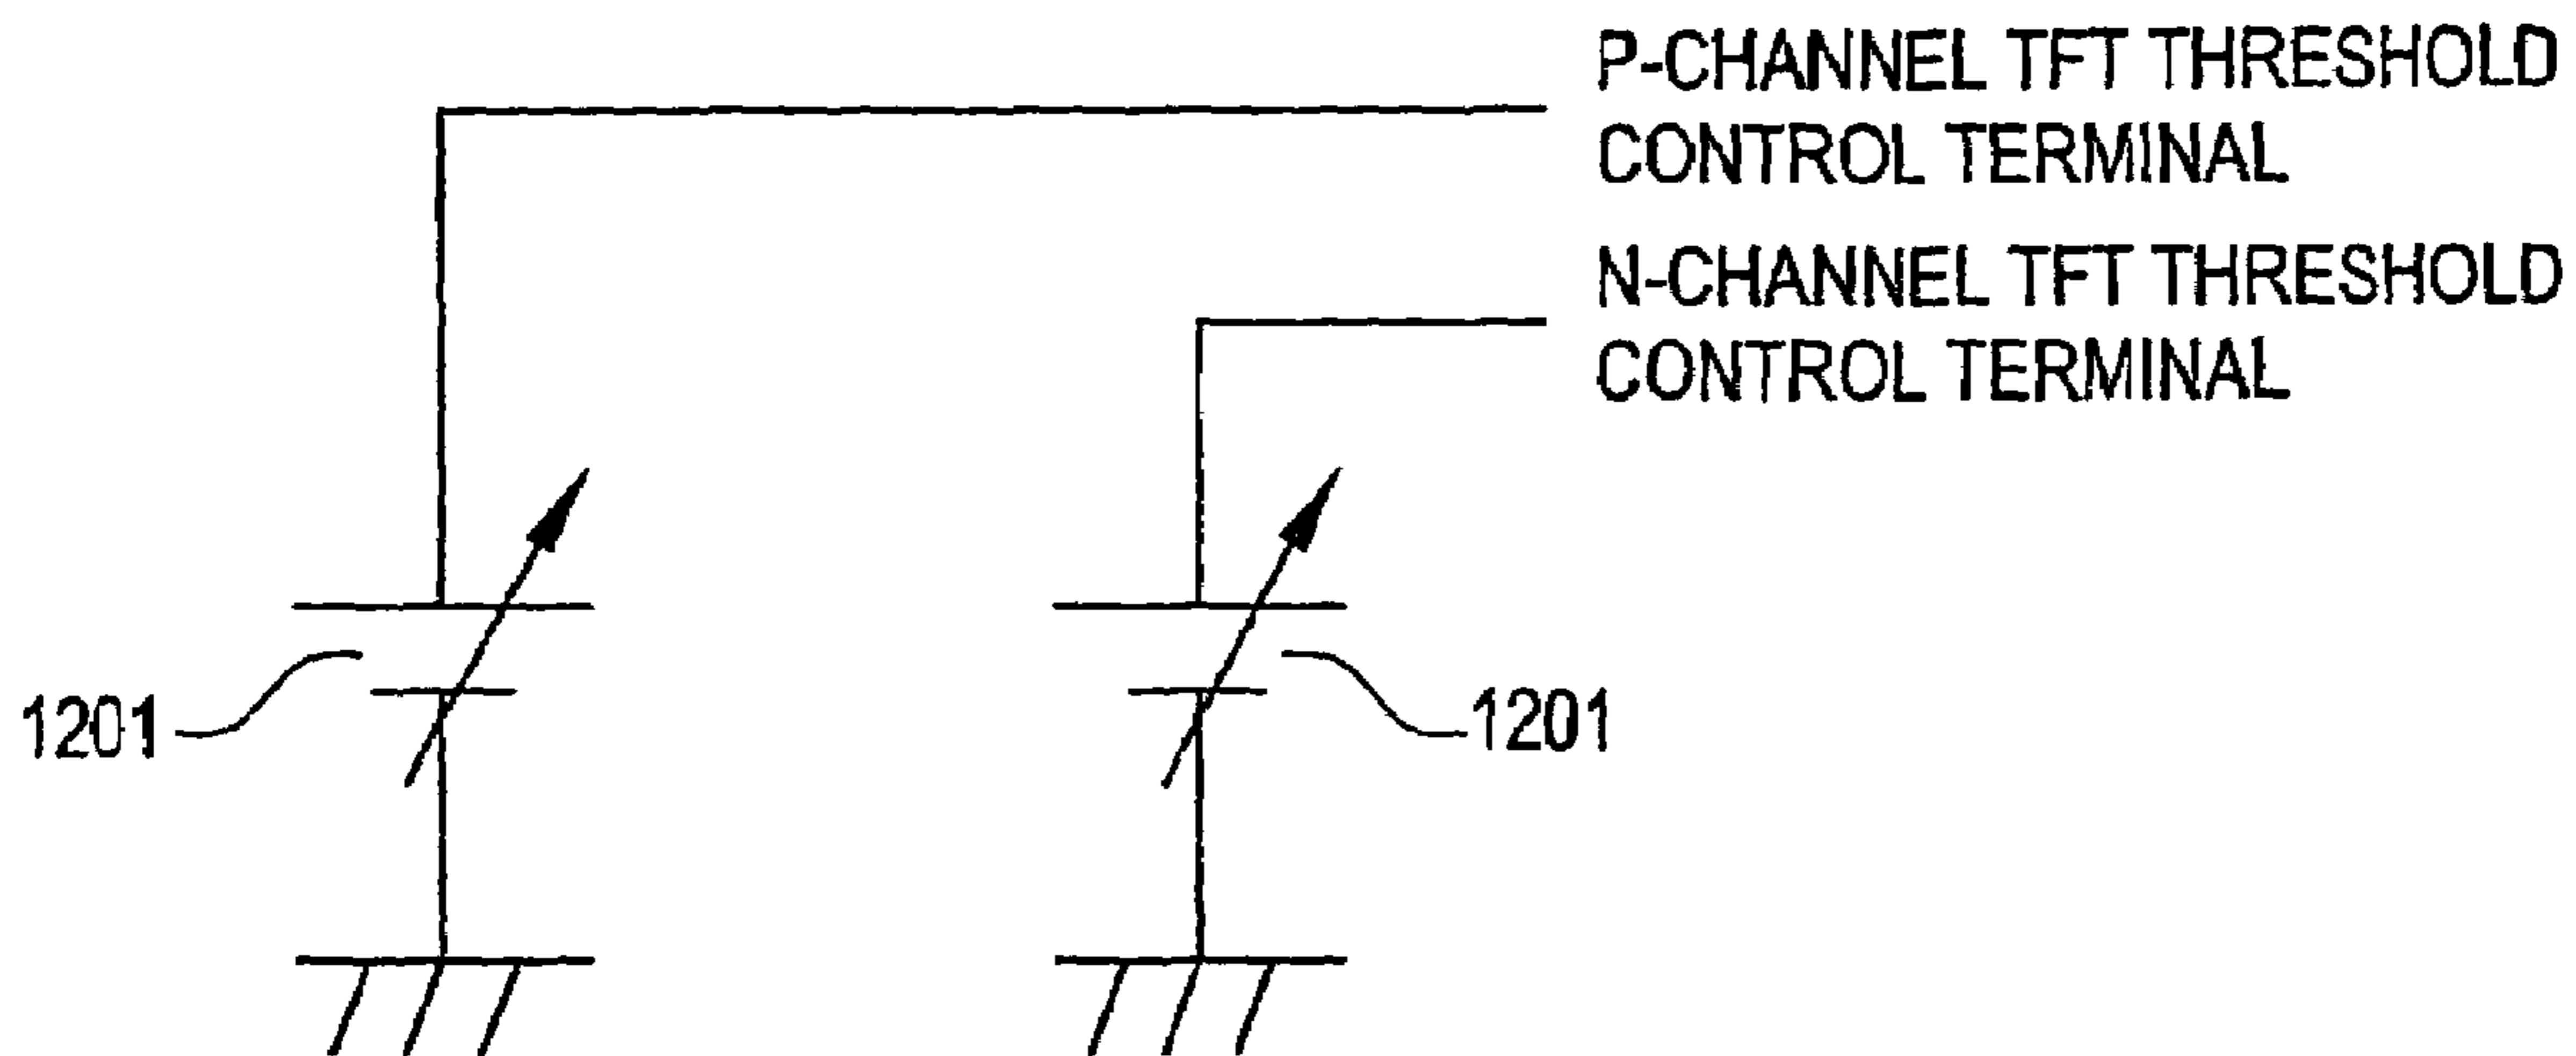 P-CHANNEL TFT THRESHOLD
CONTROL TERMINAL
N-CHANNEL TFT THRESHOLD
CONTROL TERMINAL
1201
1201